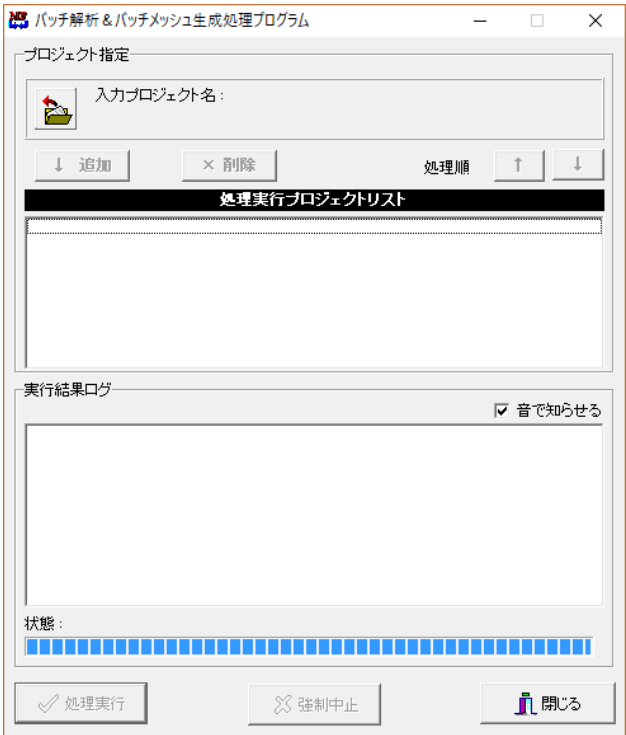 バッチ解析&バッチメッシュ生成処理プログラム
プロジェクト指定
入力プロジェクト名:
↓ 追加 × 削除 処理順 ↑ ↓
処理実行プロジェクトリスト
実行結果ログ
音で知らせる
状態:
処理実行 強制中止 閉じる